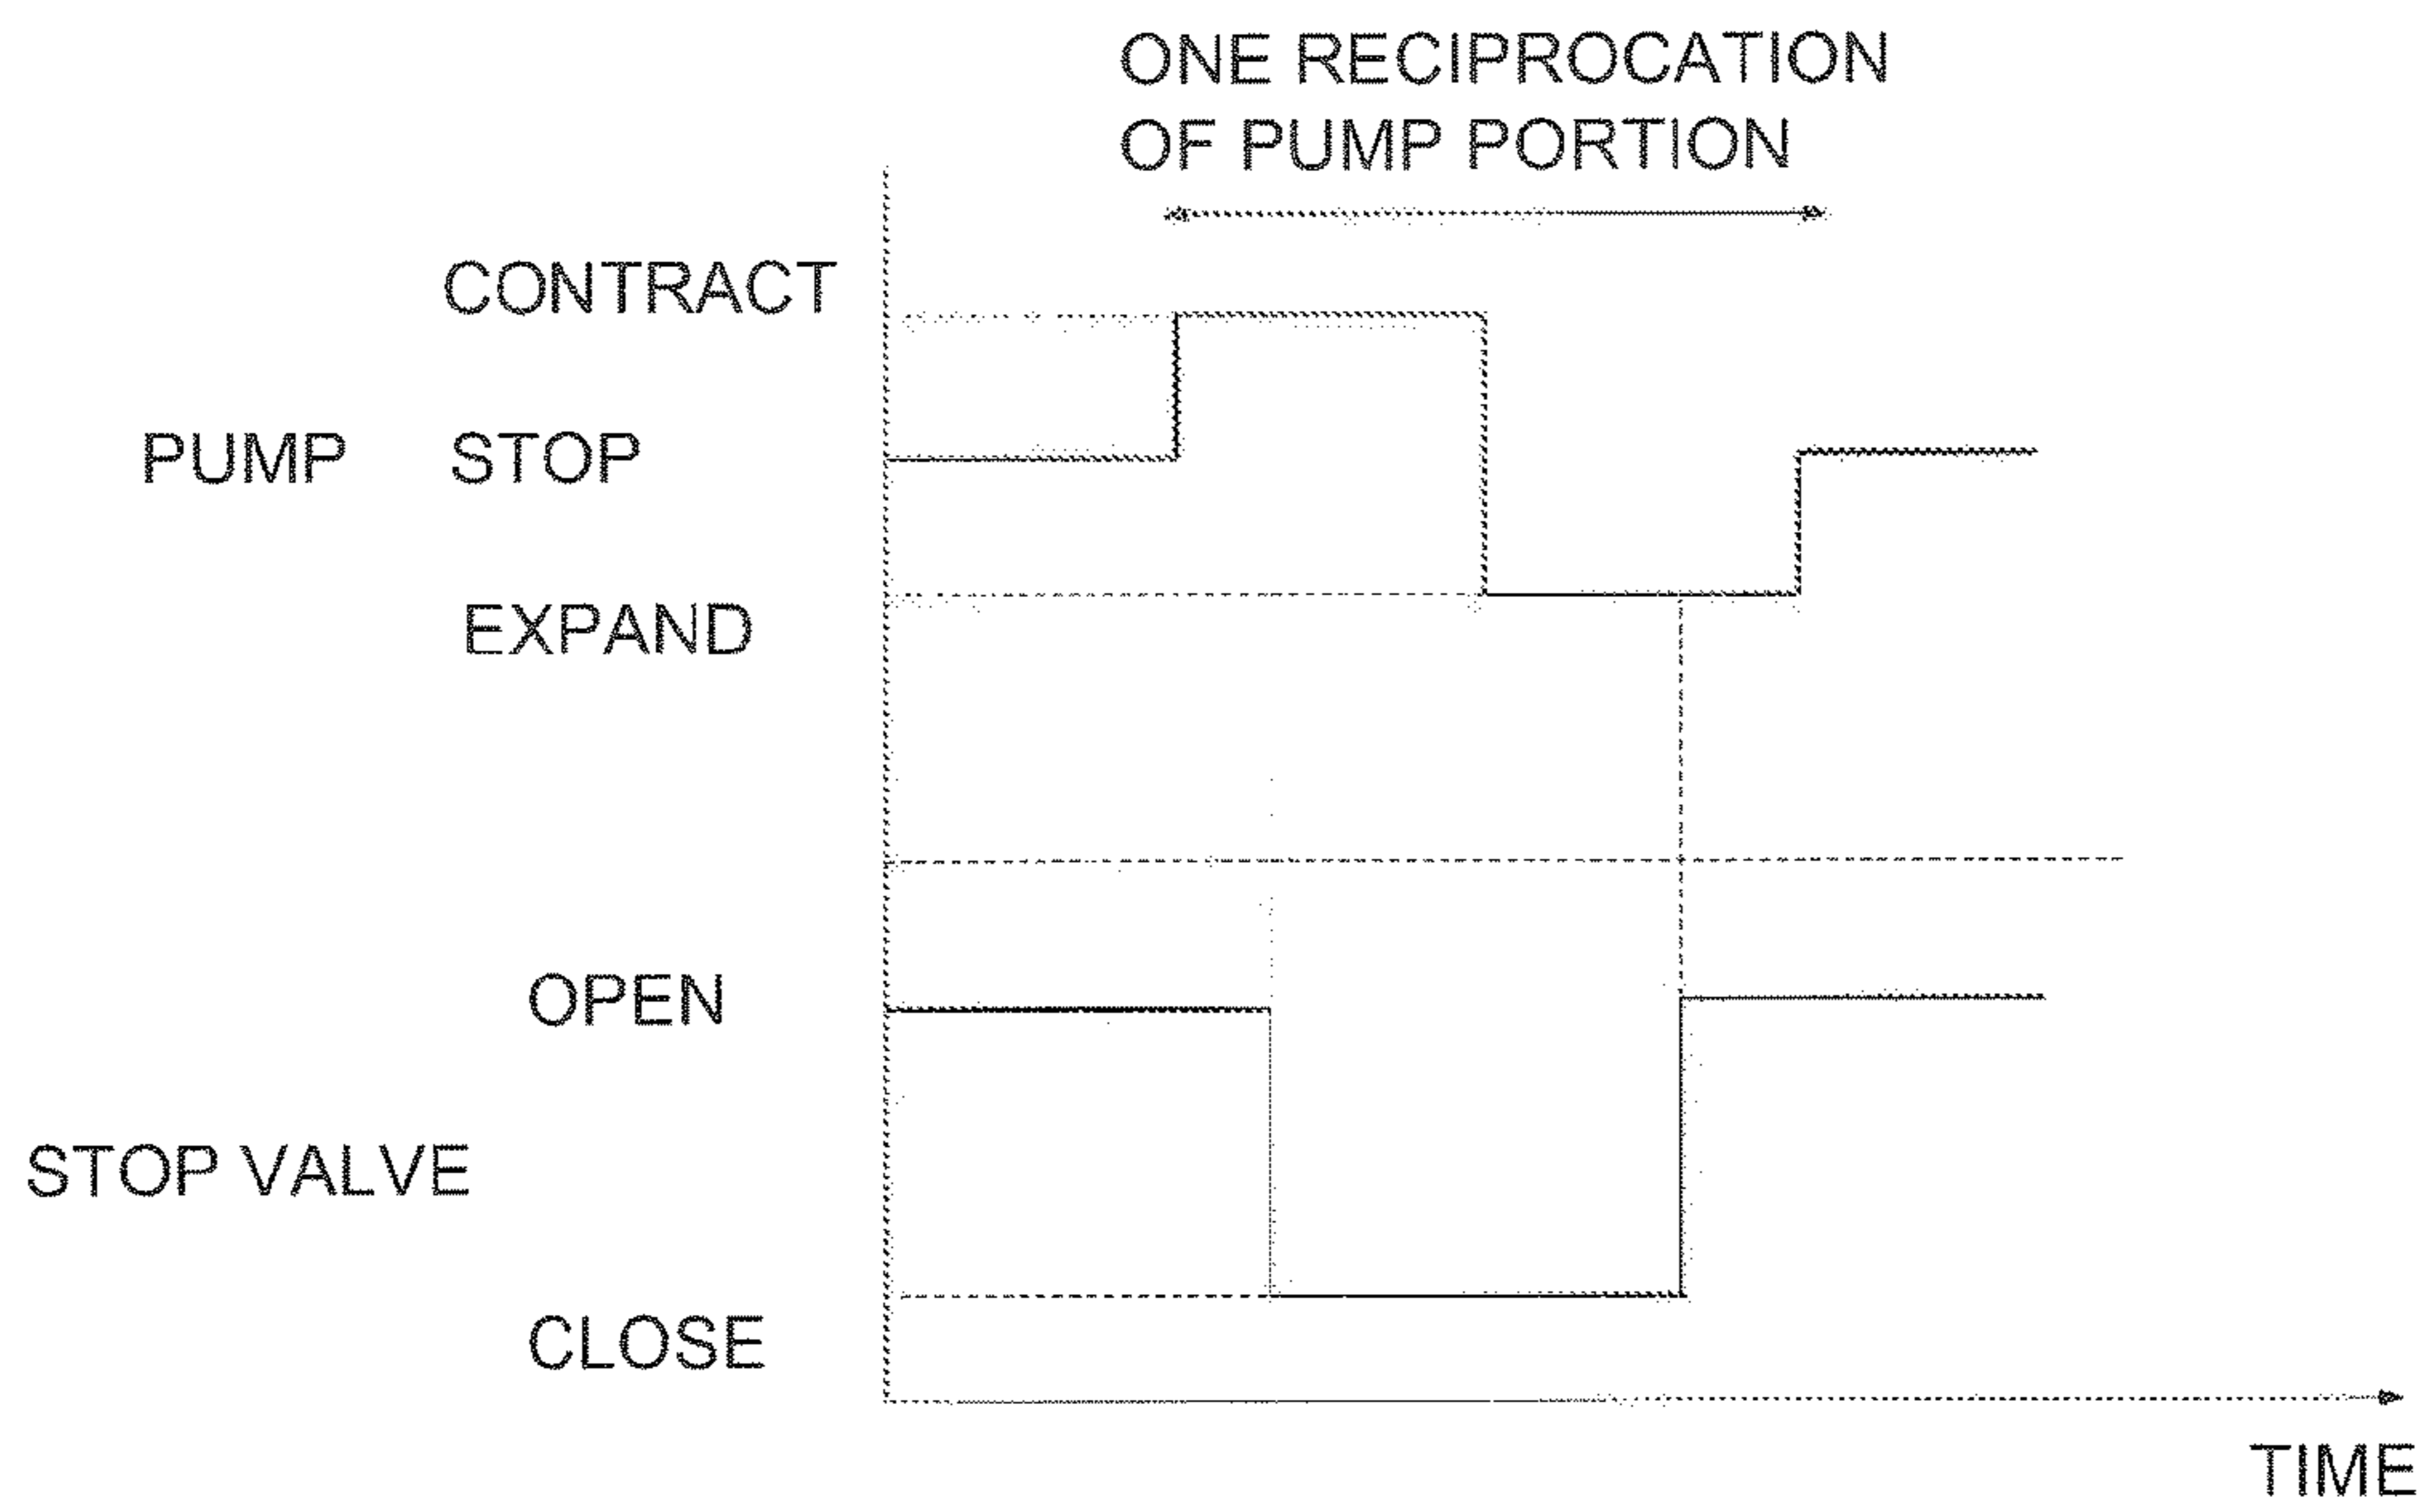 ONE RECIPROCATION
OF PUMP PORTION
CONTRACT
PUMP STOP
EXPAND
OPEN
STOP VALVE
CLOSE
TIME